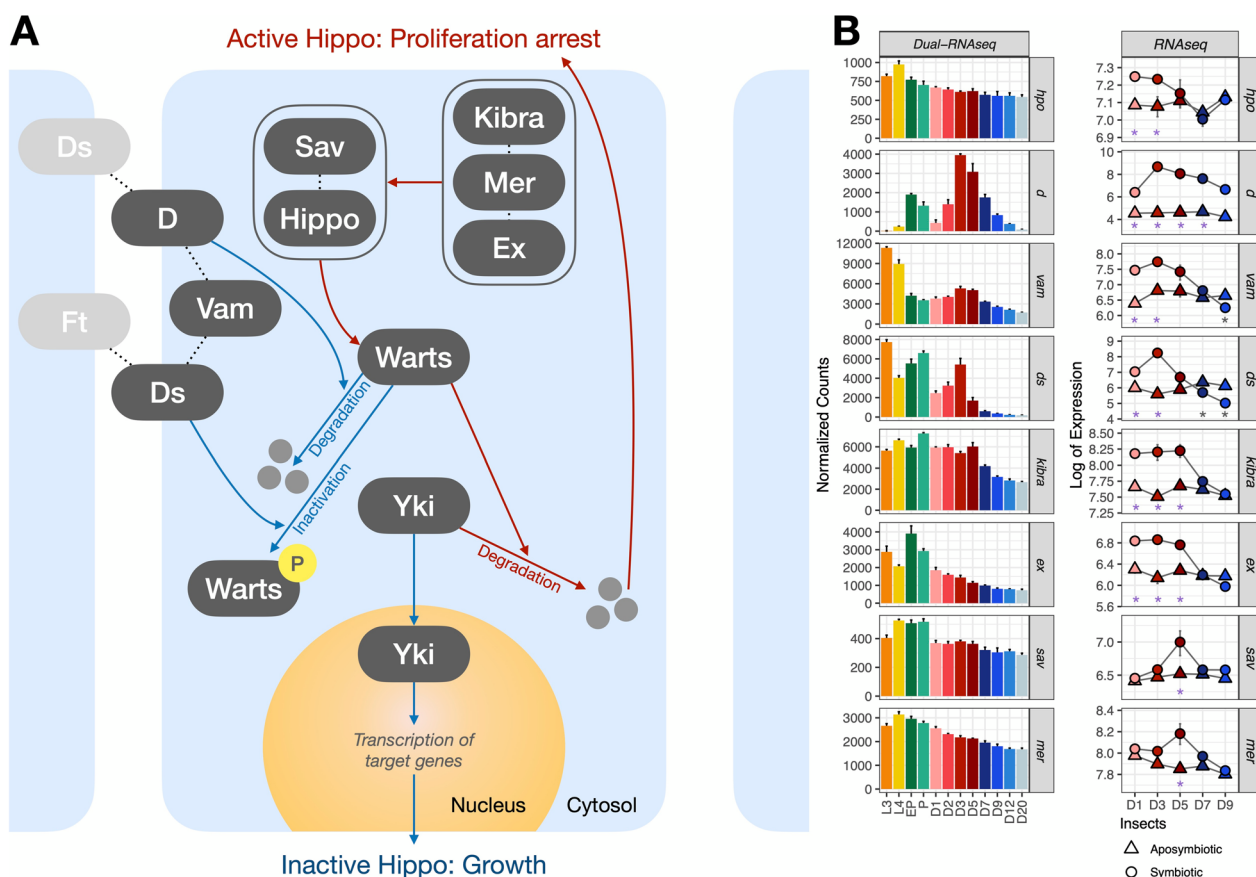 A
Active Hippo: Proliferation arrest
Ds
D
Vam
Ft
Ds
Sav
Hippo
Kibra
Mer
Ex
Warts
Degradation
Inactivation
Yki
Degradation
P
Warts
Yki
Transcription of
target genes
Nucleus
Cytosol
Inactive Hippo: Growth
B
Dual-RNAseq
RNAseq
Normalized Counts
Log of Expression
1000
750
500
250
0
7.3
7.2
7.1
7.0
6.9
hpo
*
*
4000
3000
2000
1000
0
d
10
8
6
4
d
* * * *
12000
9000
6000
3000
0
vam
8.0
7.5
7.0
6.5
6.0
vam
* * *
8000
6000
4000
2000
0
ds
9
8
7
6
5
4
ds
* * * *
6000
4000
2000
0
kibra
8.50
8.25
8.00
7.75
7.50
7.25
kibra
* * *
4000
3000
2000
1000
0
ex
6.8
6.4
6.0
5.6
ex
* * *
400
200
0
sav
7.0
6.5
sav
*
3000
2000
1000
0
mer
8.4
8.2
8.0
7.8
mer
*
L3 L4 EP P D1 D2 D3 D5 D7 D9 D12 D20
D1 D3 D5 D7 D9
Insects
Aposymbiotic
Symbiotic